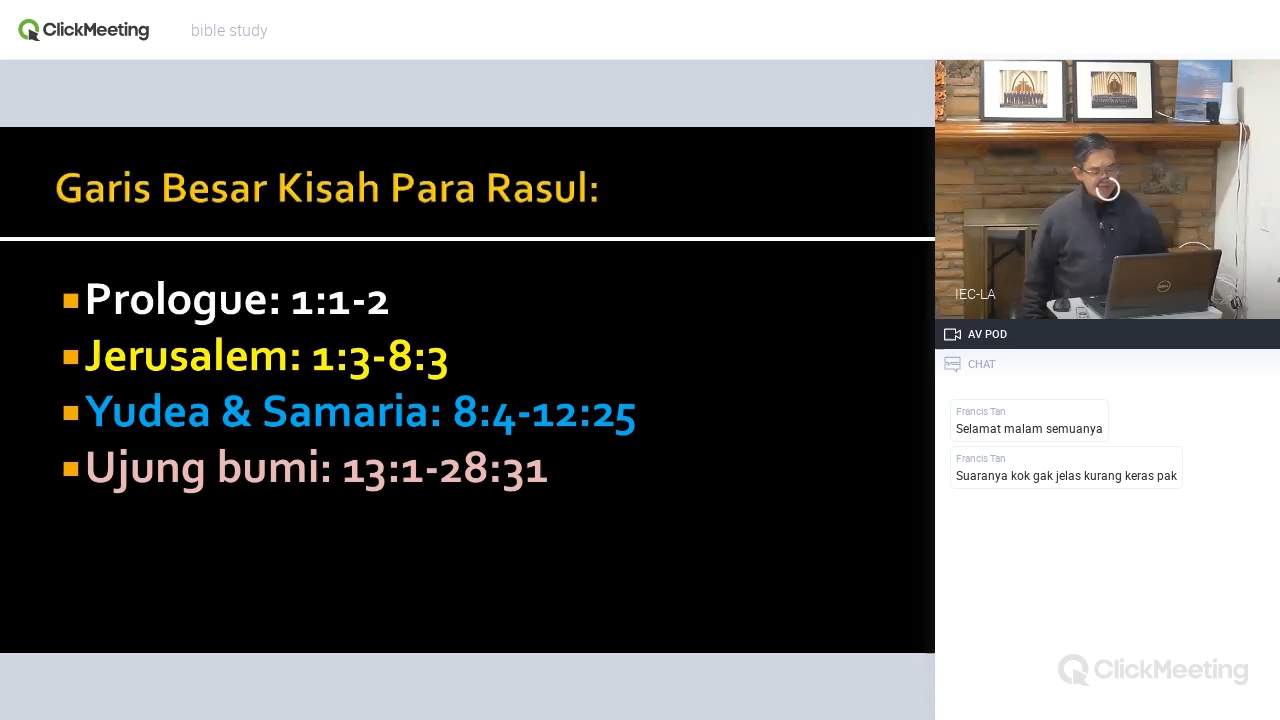 ClickMeeting
bible study
Garis Besar Kisah Para Rasul:
Prologue: 1:1-2
Jerusalem: 1:3-8:3
Yudea & Samaria: 8:4-12:25
Ujung bumi: 13:1-28:31
IEC-LA
AV POD
CHAT
Francis Tan
Selamat malam semuanya
Francis Tan
Suaranya kok gak jelas kurang keras pak
ClickMeeting